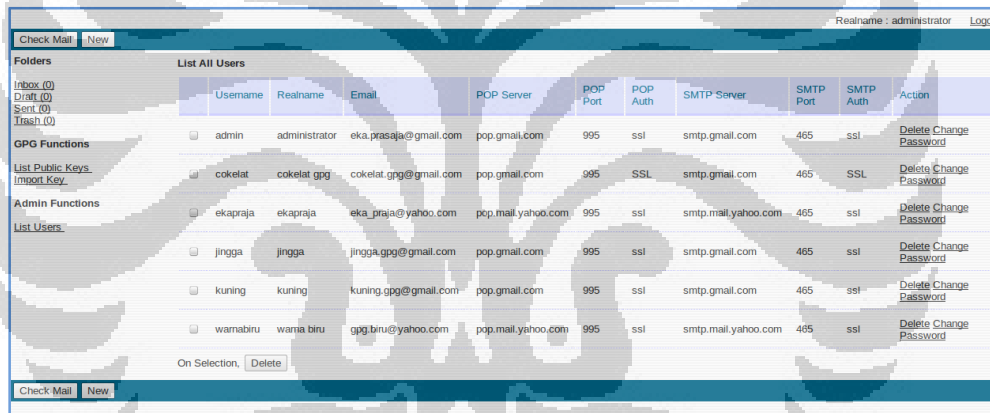 Realname : administrator Logo
Check Mail New
Folders
Inbox (0)
Draft (0)
Sent (0)
Trash (0)
GPG Functions
List Public Keys
Import Key
Admin Functions
List Users
List All Users
Username Realname Email POP Server POP Port POP Auth SMTP Server SMTP Port SMTP Auth Action
admin administrator eka.prasaja@gmail.com pop.gmail.com 995 ssl smtp.gmail.com 465 ssl Delete Change Password
cokelat cokelat gpg cokelat.gpg@gmail.com pop.gmail.com 995 SSL smtp.gmail.com 465 SSL Delete Change Password
ekapraja ekapraja eka_praja@yahoo.com pop.mail.yahoo.com 995 ssl smtp.mail.yahoo.com 465 ssl Delete Change Password
jingga jingga jingga.gpg@gmail.com pop.gmail.com 995 ssl smtp.gmail.com 465 ssl Delete Change Password
kuning kuning kuning.gpg@gmail.com pop.gmail.com 995 ssl smtp.gmail.com 465 ssl Delete Change Password
warnabiru warna biru gpg.biru@yahoo.com pop.mail.yahoo.com 995 ssl smtp.mail.yahoo.com 465 ssl Delete Change Password
On Selection, Delete
Check Mail New